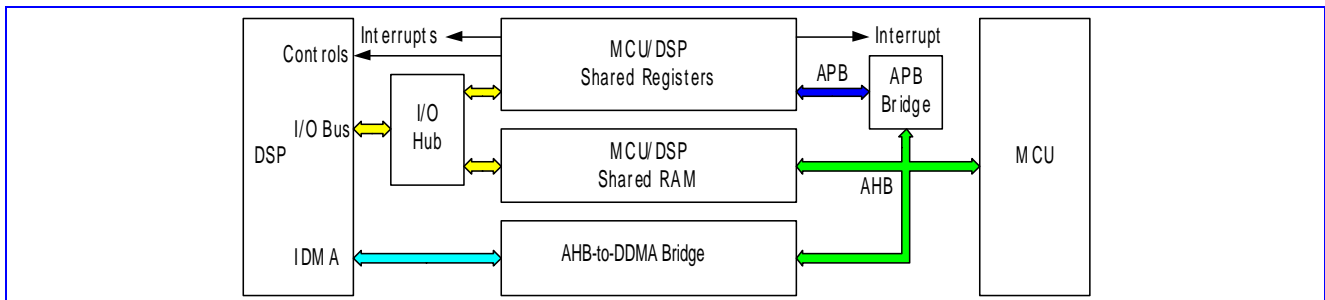 Interrupts
Controls
MCU/DSP
Shared Registers
Interrupt
APB
APB
Bridge
I/O Bus
I/O
Hub
DSP
MCU/DSP
Shared RAM
AHB
MCU
IDMA
AHB-to-DDMA Bridge